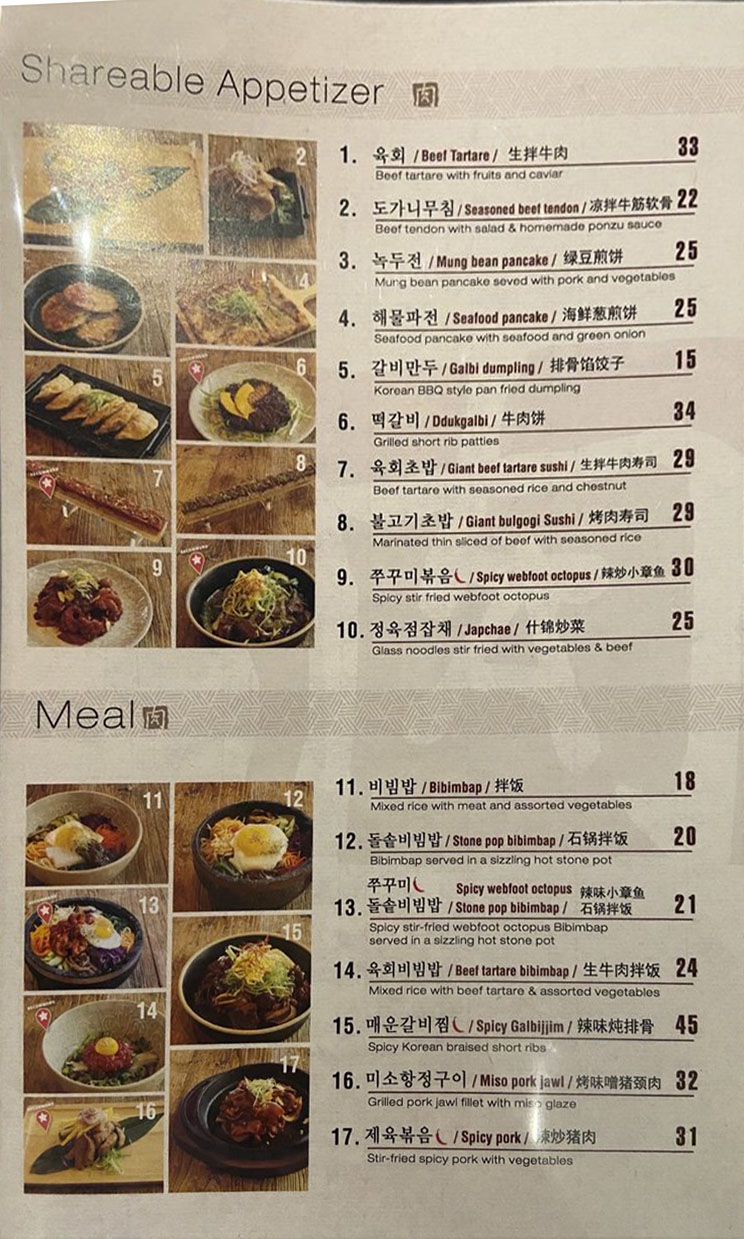 Shareable Appetizer 肉
1. 육회 / Beef Tartare / 生拌牛肉 33
Beef tartare with fruits and caviar
2. 도가니무침 / Seasoned beef tendon / 凉拌牛筋软骨 22
Beef tendon with salad & homemade ponzu sauce
3. 녹두전 / Mung bean pancake / 绿豆煎饼 25
Mung bean pancake seved with pork and vegetables
4. 해물파전 / Seafood pancake / 海鲜葱煎饼 25
Seafood pancake with seafood and green onion
5. 갈비만두 / Galbi dumpling / 排骨馅饺子 15
Korean BBQ style pan fried dumpling
6. 떡갈비 / Ddukgalbi / 牛肉饼 34
Grilled short rib patties
7. 육회초밥 / Giant beef tartare sushi / 生拌牛肉寿司 29
Beef tartare with seasoned rice and chestnut
8. 불고기초밥 / Giant bulgogi Sushi / 烤肉寿司 29
Marinated thin sliced of beef with seasoned rice
9. 쭈꾸미볶음 / Spicy webfoot octopus / 辣炒小章鱼 30
Spicy stir fried webfoot octopus
10. 정육점잡채 / Japchae / 什锦炒菜 25
Glass noodles stir fried with vegetables & beef
2
4
5
6
7
8
9
10
Meal 肉
11. 비빔밥 / Bibimbap / 拌饭 18
Mixed rice with meat and assorted vegetables
12. 돌솥비빔밥 / Stone pop bibimbap / 石锅拌饭 20
Bibimbap served in a sizzling hot stone pot
쭈꾸미 Spicy webfoot octopus 辣味小章鱼
13. 돌솥비빔밥 / Stone pop bibimbap / 石锅拌饭 21
Spicy stir-fried webfoot octopus Bibimbap
served in a sizzling hot stone pot
14. 육회비빔밥 / Beef tartare bibimbap / 生牛肉拌饭 24
Mixed rice with beef tartare & assorted vegetables
15. 매운갈비찜 / Spicy Galbijjim / 辣味炖排骨 45
Spicy Korean braised short ribs
16. 미소항정구이 / Miso pork jawl / 烤味噌猪颈肉 32
Grilled pork jawl fillet with miso glaze
17. 제육볶음 / Spicy pork / 辣炒猪肉 31
Stir-fried spicy pork with vegetables
11
12
13
14
15
16
17